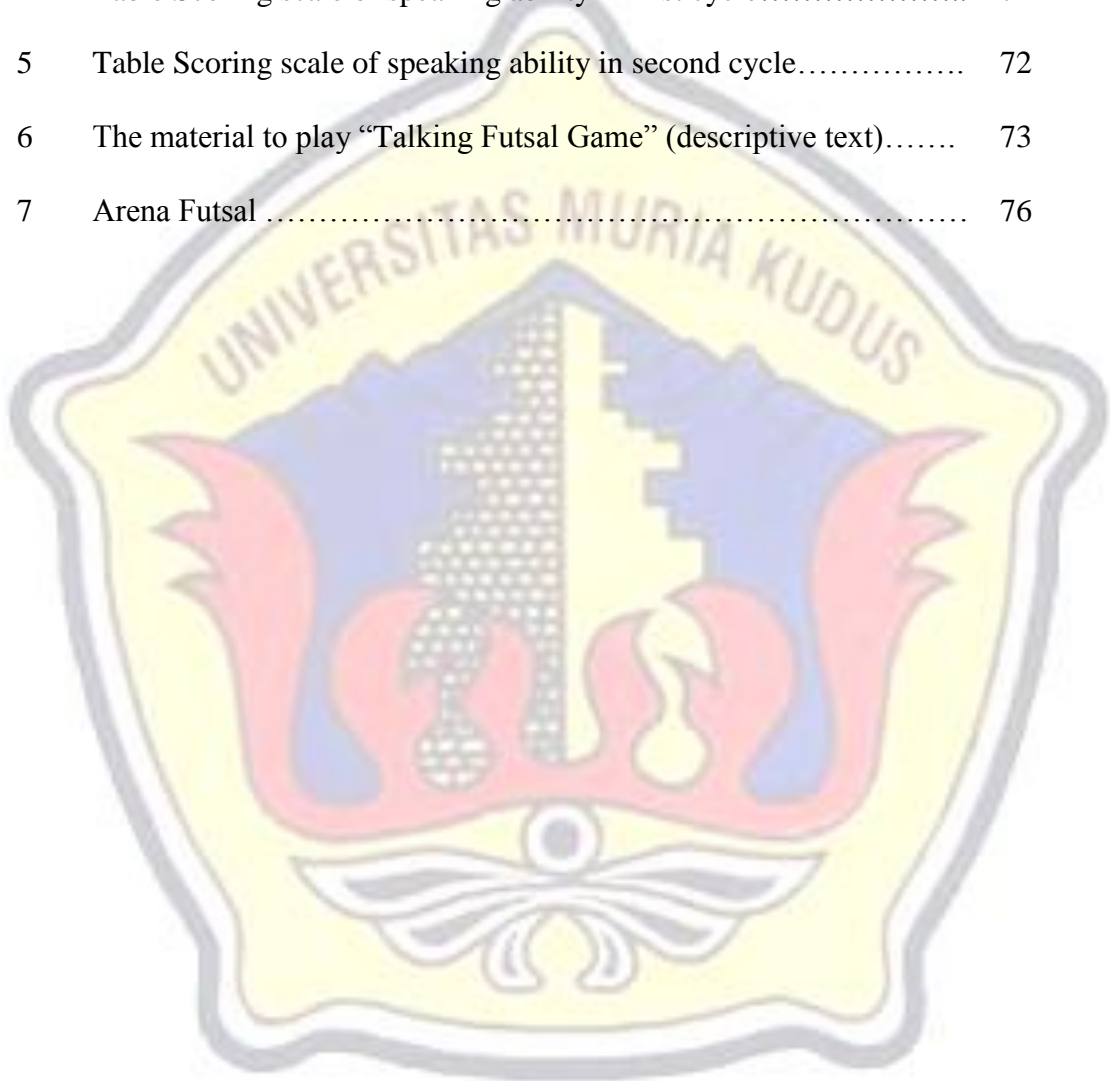 5 Table Scoring scale of speaking ability in second cycle……………. 72
6 The material to play “Talking Futsal Game” (descriptive text)……. 73
7 Arena Futsal ……………………………………………………………… 76
UNIVERSITAS MURIA KUDUS